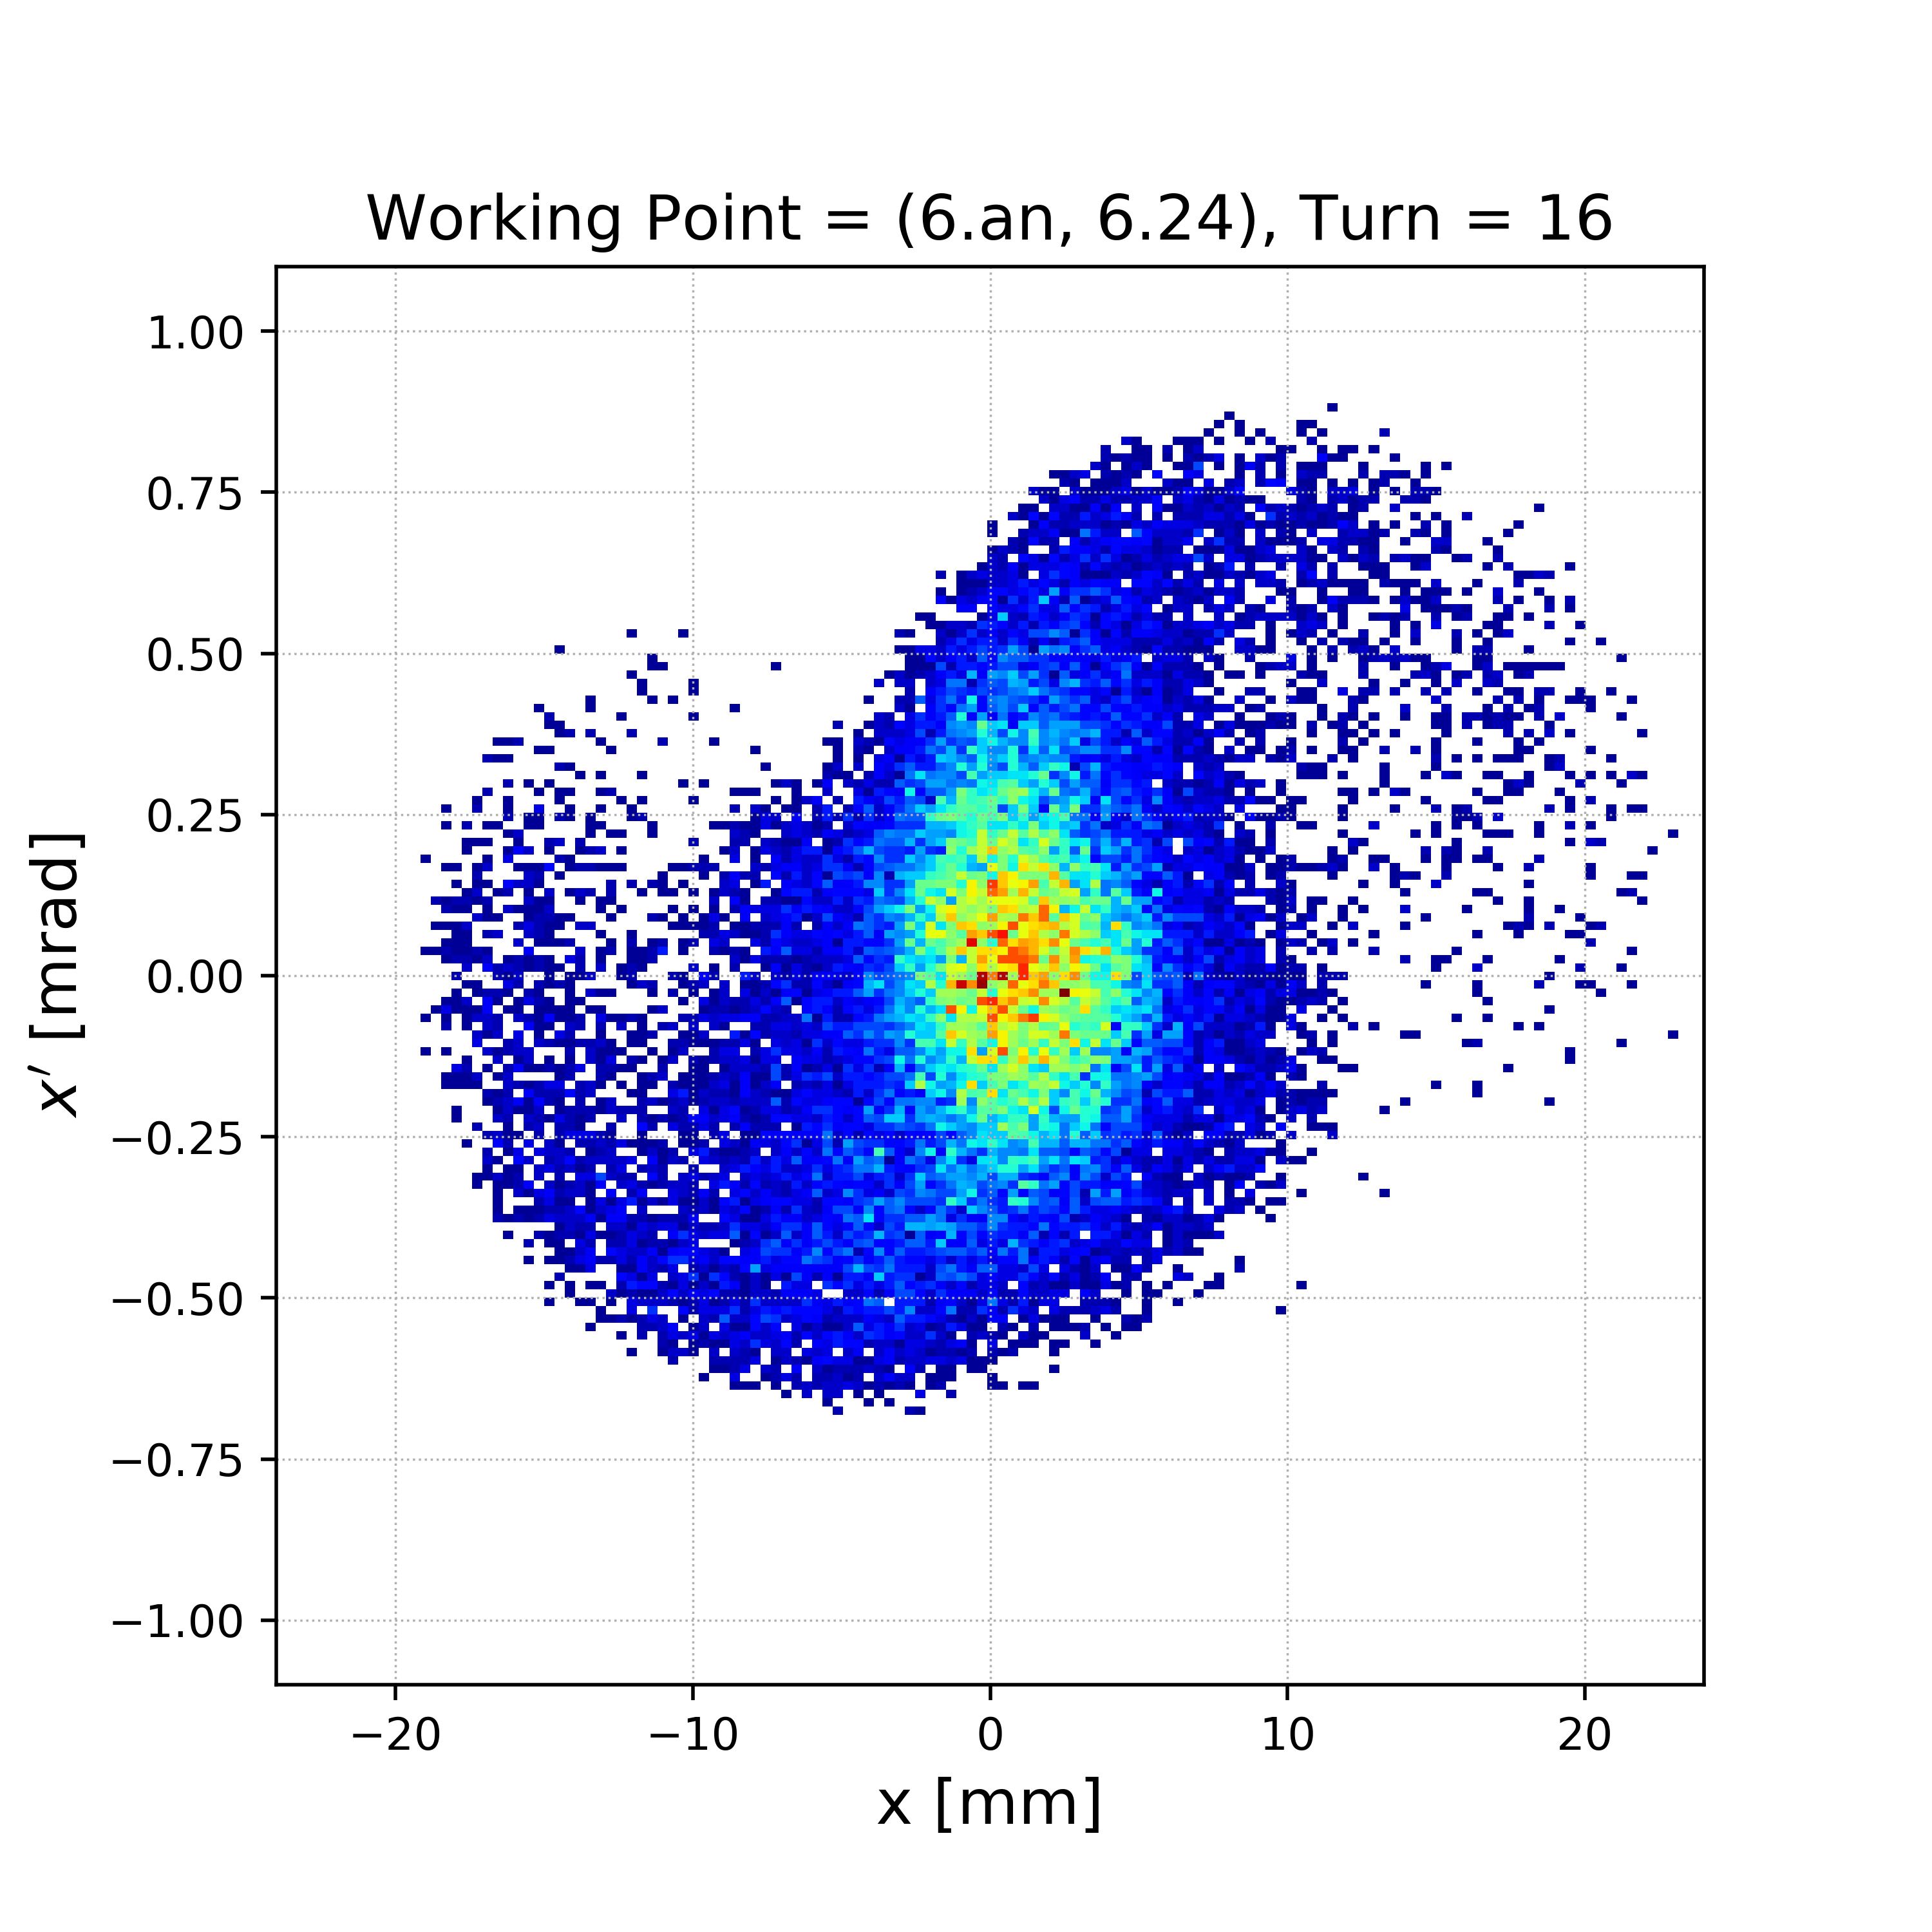 Working Point = (6.an, 6.24), Turn = 16
1.00
0.75
0.50
0.25
0.00
−0.25
−0.50
−0.75
−1.00
x′ [mrad]
−20 −10 0 10 20
x [mm]